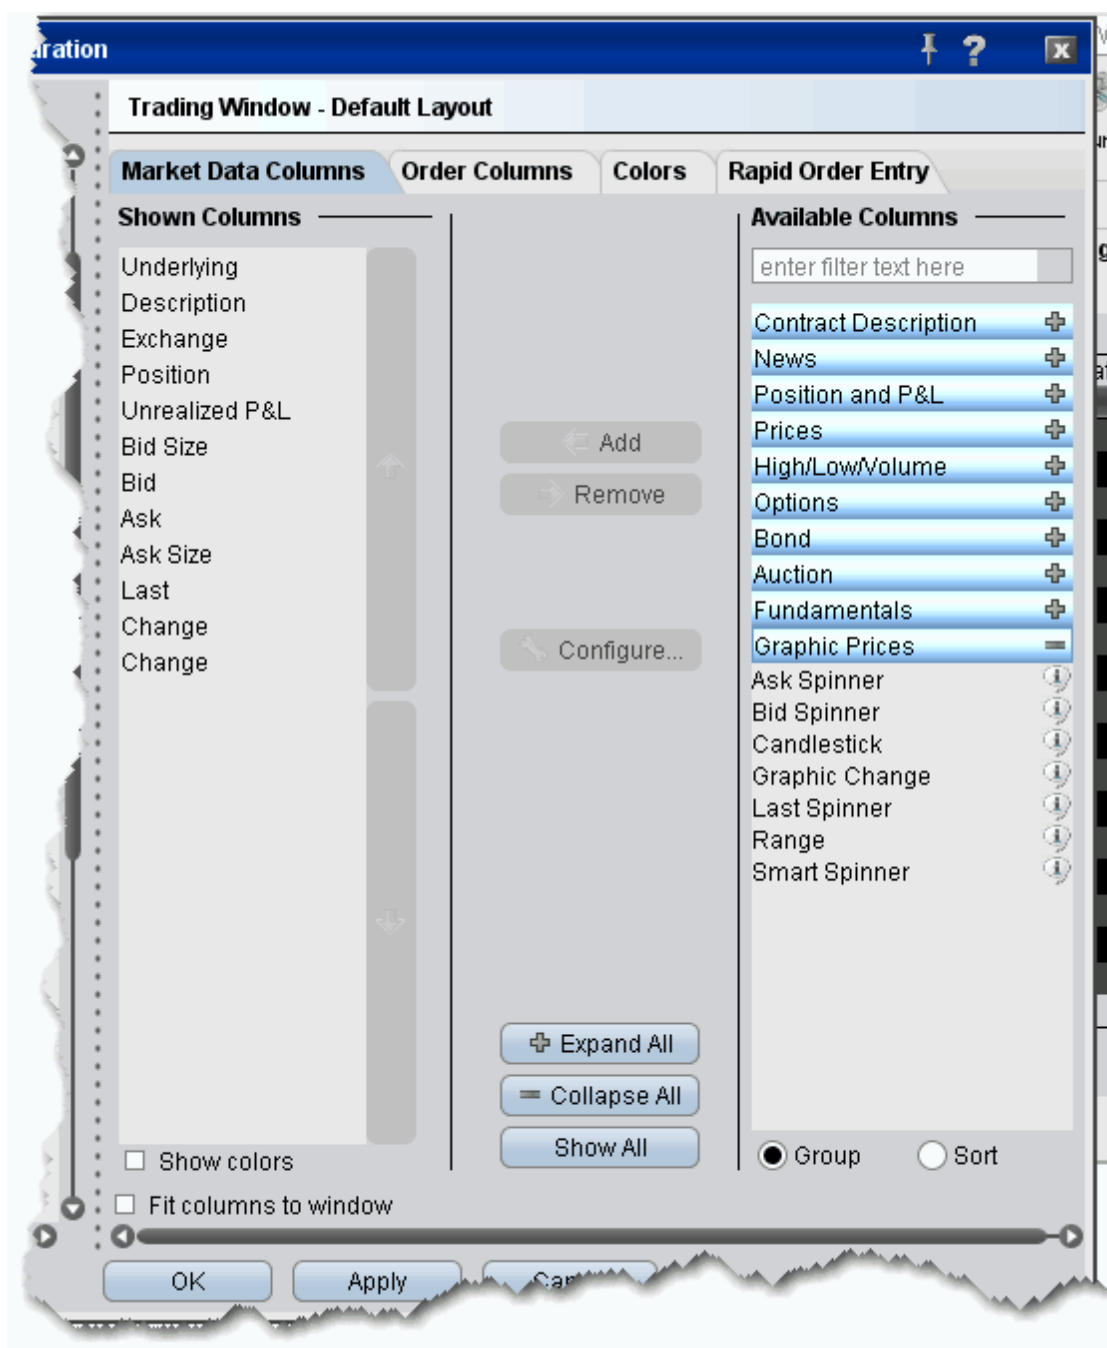 Trading Window - Default Layout
Market Data Columns
Order Columns
Colors
Rapid Order Entry
Shown Columns
Underlying
Description
Exchange
Position
Unrealized P&L
Bid Size
Bid
Ask
Ask Size
Last
Change
Change
Show colors
Fit columns to window
Add
Remove
Configure...
Expand All
Collapse All
Show All
Available Columns
enter filter text here
Contract Description
News
Position and P&L
Prices
High/Low/Volume
Options
Bond
Auction
Fundamentals
Graphic Prices
Ask Spinner
Bid Spinner
Candlestick
Graphic Change
Last Spinner
Range
Smart Spinner
Group
Sort
OK
Apply